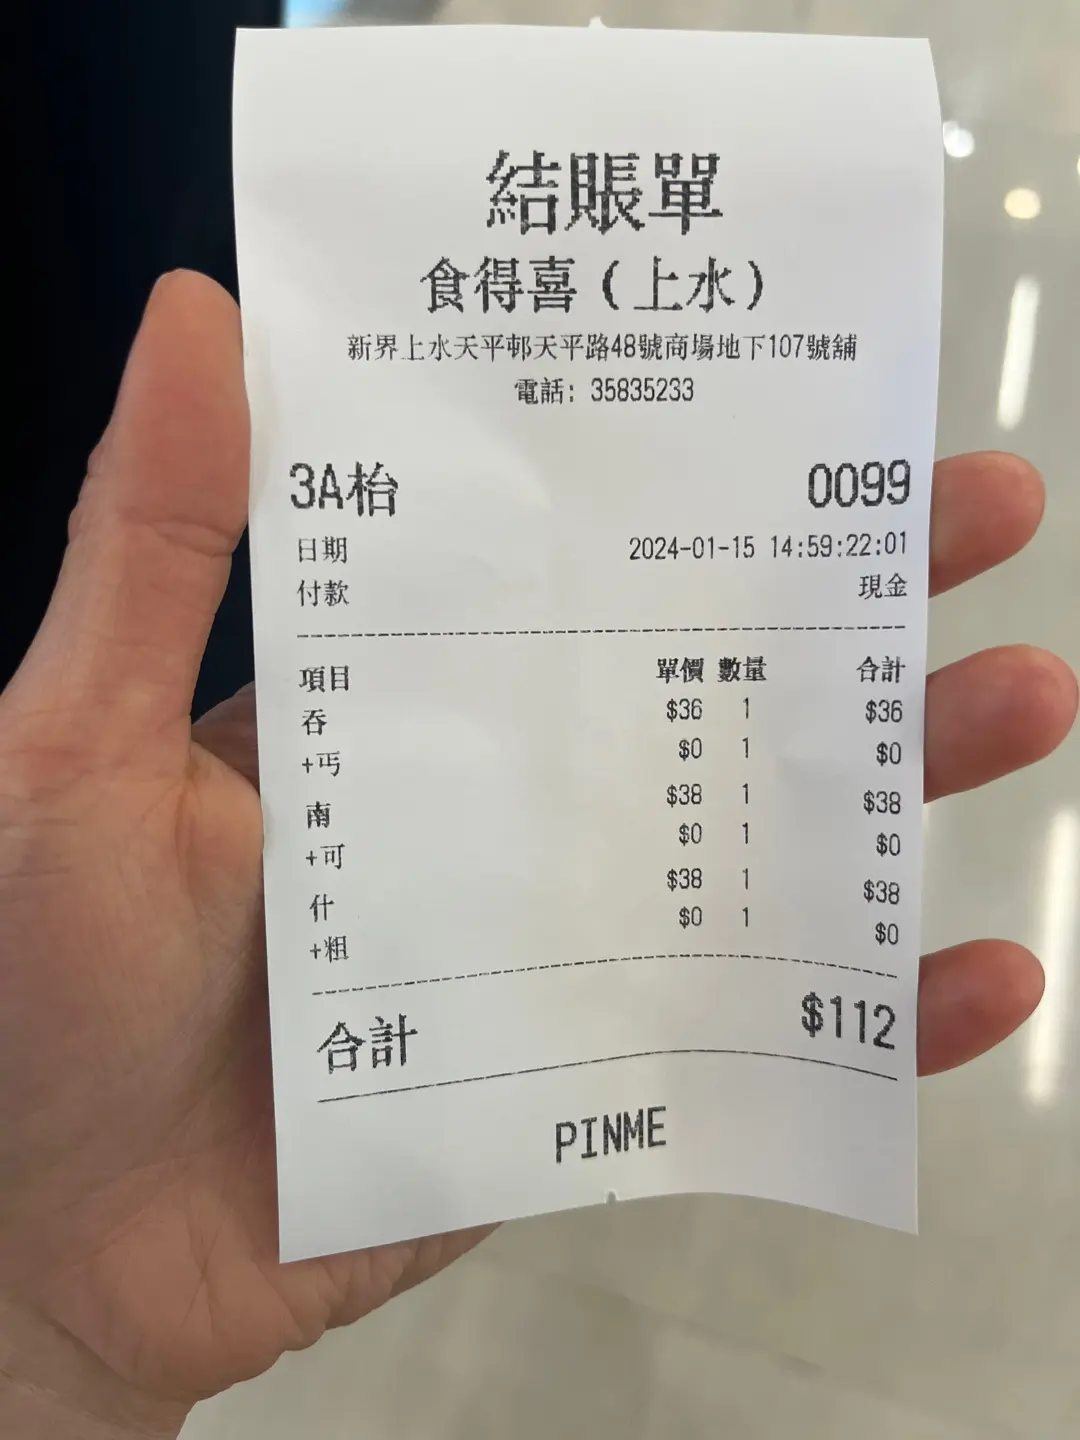 結賬單
食得喜（上水）
新界上水天平邨天平路48號商場地下107號舖
電話: 35835233
3A枱 0099
日期 2024-01-15 14:59:22:01
付款 現金
項目 單價 數量 合計
吞 $36 1 $36
+丐 $0 1 $0
南 $38 1 $38
+可 $0 1 $0
什 $38 1 $38
+粗 $0 1 $0
合計 $112
PINME